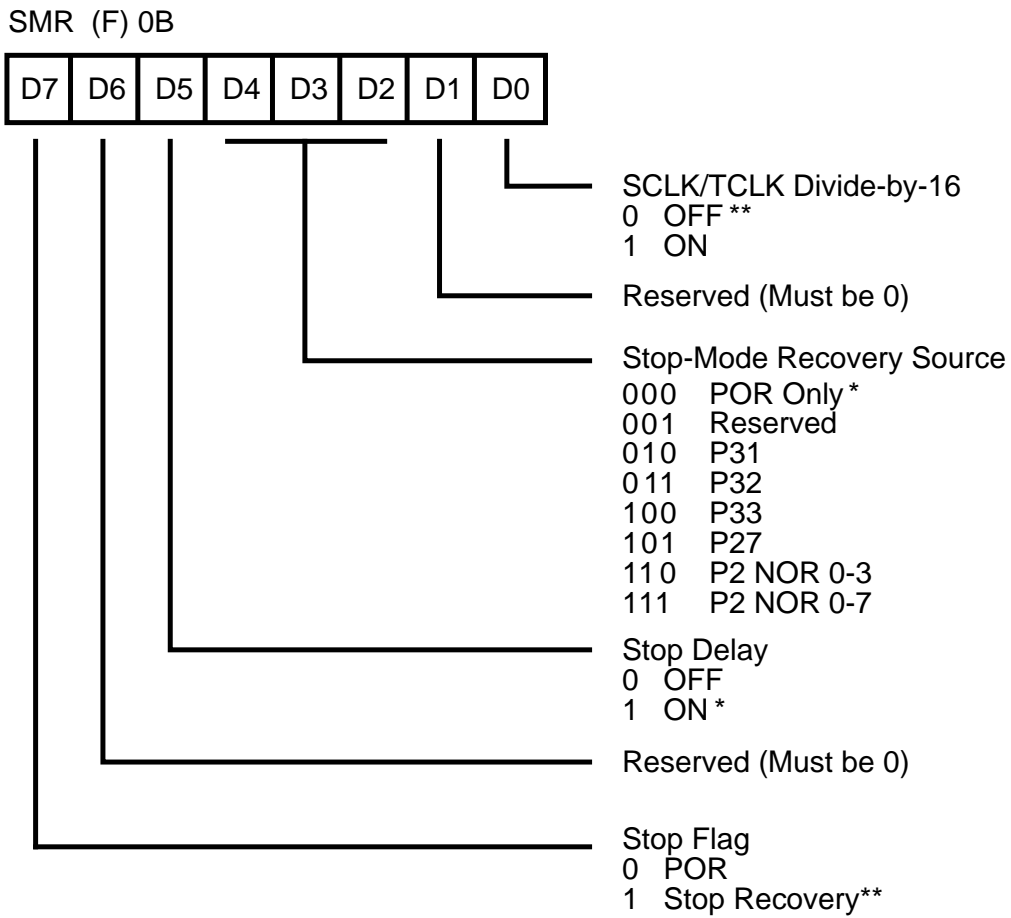 SMR (F) 0B
D7 D6 D5 D4 D3 D2 D1 D0
SCLK/TCLK Divide-by-16
0 OFF **
1 ON
Reserved (Must be 0)
Stop-Mode Recovery Source
000 POR Only *
001 Reserved
010 P31
011 P32
100 P33
101 P27
110 P2 NOR 0-3
111 P2 NOR 0-7
Stop Delay
0 OFF
1 ON *
Reserved (Must be 0)
Stop Flag
0 POR
1 Stop Recovery**